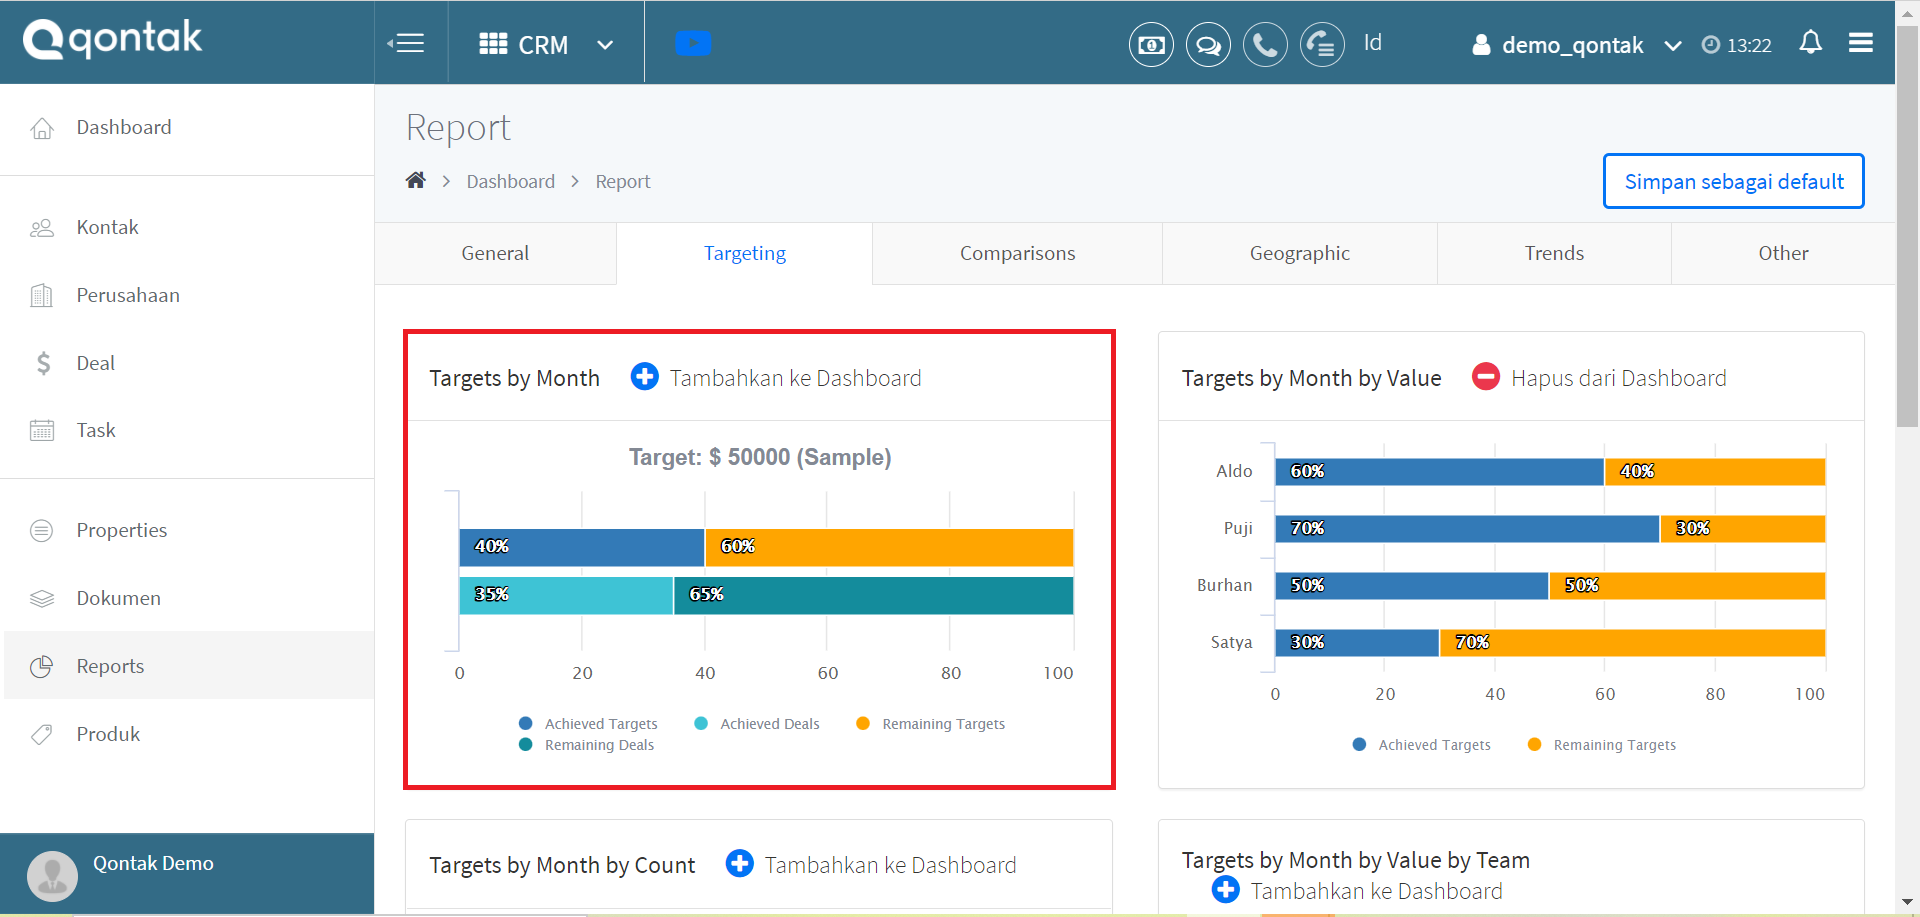 qontak
CRM
Id
demo_qontak
13:22
Dashboard
Kontak
Perusahaan
Deal
Task
Properties
Dokumen
Reports
Produk
Qontak Demo
Report
Dashboard
Report
Simpan sebagai default
General
Targeting
Comparisons
Geographic
Trends
Other
Targets by Month
Tambahkan ke Dashboard
Target: $ 50000 (Sample)
40%
60%
35%
65%
0 20 40 60 80 100
Achieved Targets
Achieved Deals
Remaining Targets
Remaining Deals
Targets by Month by Value
Hapus dari Dashboard
Aldo 60% 40%
Puji 70% 30%
Burhan 50% 50%
Satya 30% 70%
0 20 40 60 80 100
Achieved Targets
Remaining Targets
Targets by Month by Count
Tambahkan ke Dashboard
Targets by Month by Value by Team
Tambahkan ke Dashboard